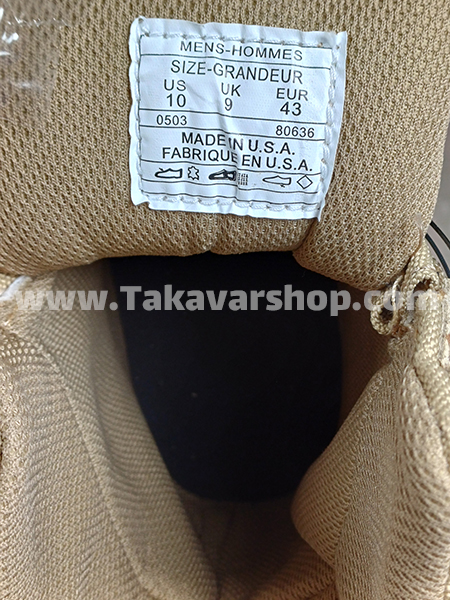 MENS-HOMMES
SIZE-GRANDEUR
US UK EUR
10 9 43
0503 80636
MADE IN U.S.A.
FABRIQUE EN U.S.A.
www.Takavarshop.com